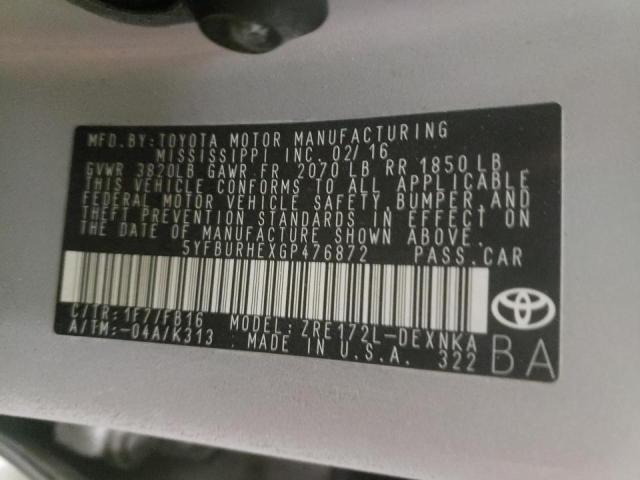 MFD.BY:TOYOTA MOTOR MANUFACTURING
MISSISSIPPI INC. 02/16
GVWR 3820LB GAWR FR 2070 LB RR 1850 LB
THIS VEHICLE CONFORMS TO ALL APPLICABLE
FEDERAL MOTOR VEHICLE SAFETY, BUMPER, AND
THEFT PREVENTION STANDARDS IN EFFECT ON
THE DATE OF MANUFACTURE SHOWN ABOVE.
5YFBURHEXGP476872 PASS.CAR
C/TR:1F7/FB16 MODEL: ZRE172L-DEXNKA
A/TM:-04A/K313 MADE IN U.S.A. 322
BA